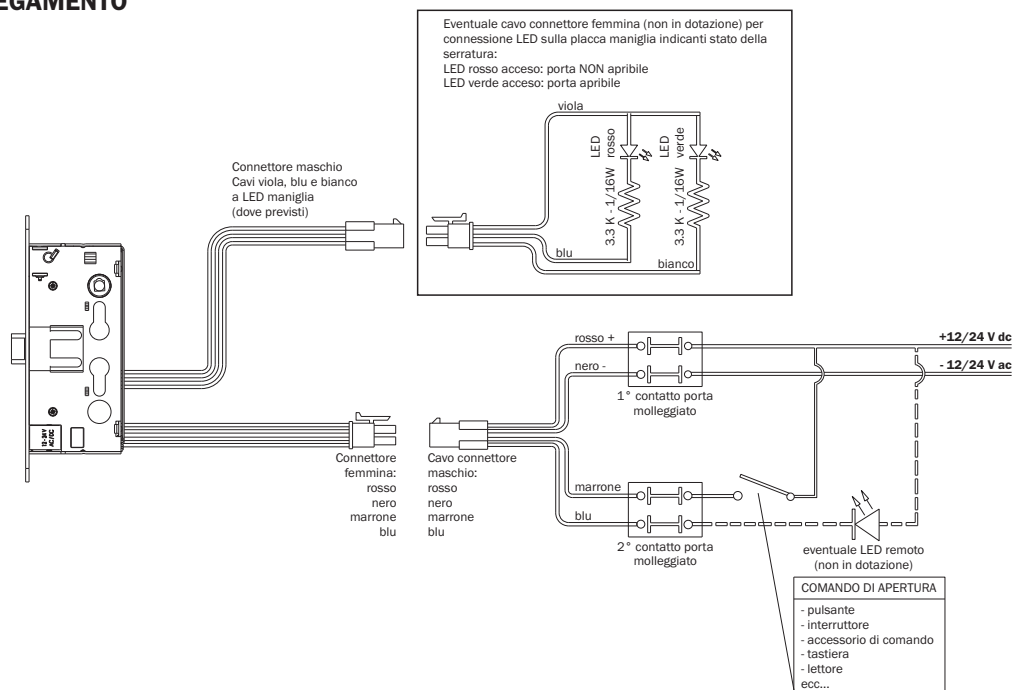 EGAMENTO
Eventuale cavo connettore femmina (non in dotazione) per
connessione LED sulla placca maniglia indicanti stato della
serratura:
LED rosso acceso: porta NON apribile
LED verde acceso: porta apribile
viola
LED
rosso
LED
verde
3.3 K - 1/16W
3.3 K - 1/16W
blu
bianco
Connettore maschio
Cavi viola, blu e bianco
a LED maniglia
(dove previsti)
12-24V
AC/DC
rosso +
nero -
+12/24 V dc
- 12/24 V ac
1° contatto porta
molleggiato
Connettore
femmina:
rosso
nero
marrone
blu
Cavo connettore
maschio:
rosso
nero
marrone
blu
marrone
blu
2° contatto porta
molleggiato
eventuale LED remoto
(non in dotazione)
COMANDO DI APERTURA
- pulsante
- interruttore
- accessorio di comando
- tastiera
- lettore
ecc...